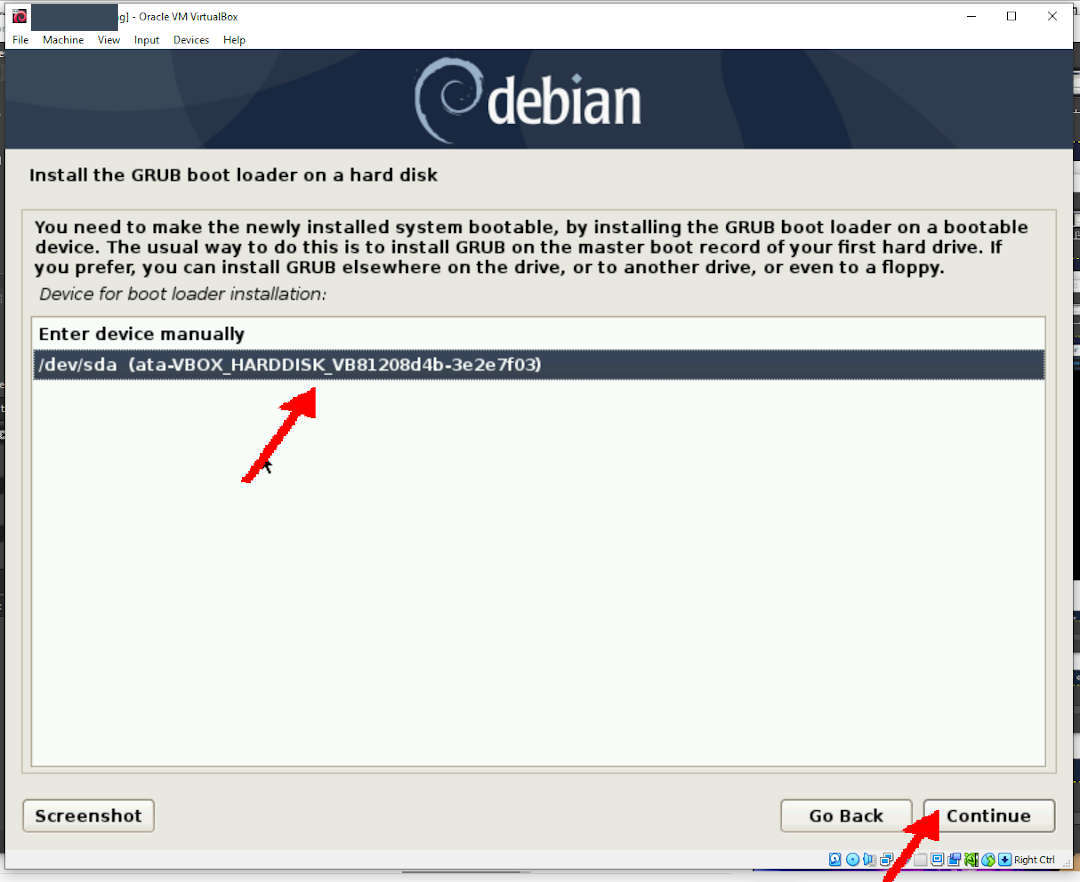 g] - Oracle VM VirtualBox
File Machine View Input Devices Help
debian
Install the GRUB boot loader on a hard disk
You need to make the newly installed system bootable, by installing the GRUB boot loader on a bootable
device. The usual way to do this is to install GRUB on the master boot record of your first hard drive. If
you prefer, you can install GRUB elsewhere on the drive, or to another drive, or even to a floppy.
Device for boot loader installation:
Enter device manually
/dev/sda (ata-VBOX_HARDDISK_VB81208d4b-3e2e7f03)
Screenshot
Go Back
Continue
Right Ctrl